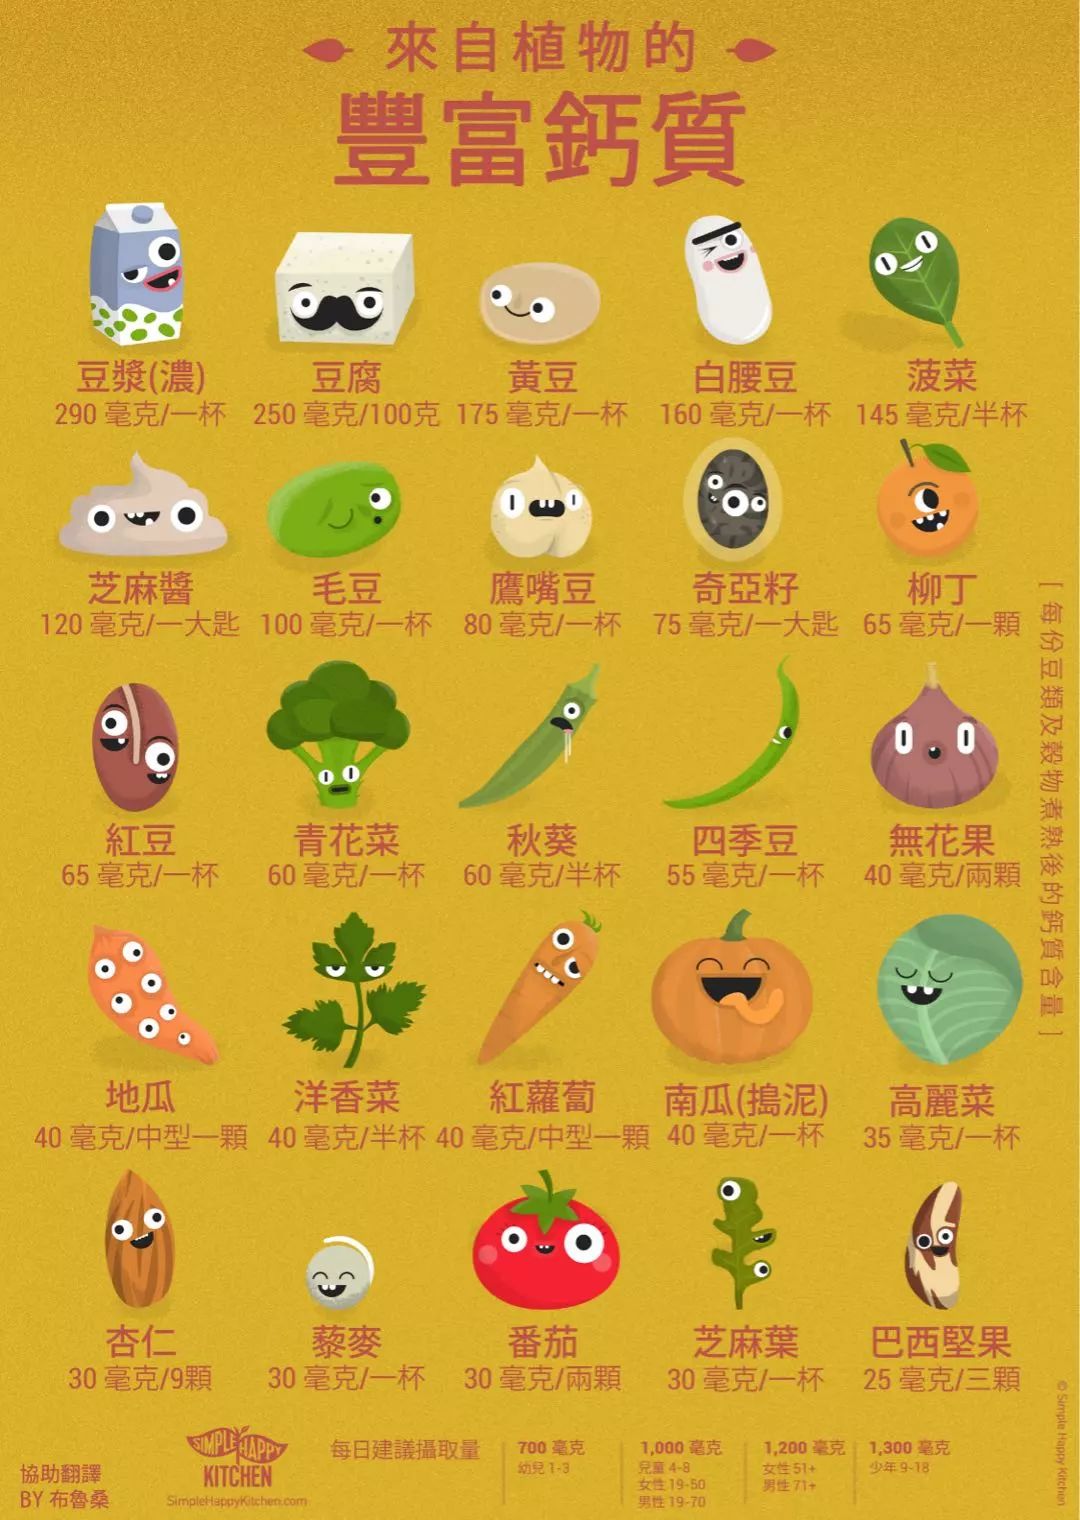 來自植物的
豐富鈣質
豆漿(濃)
290 毫克/一杯
豆腐
250 毫克/100克
黃豆
175 毫克/一杯
白腰豆
160 毫克/一杯
菠菜
145 毫克/半杯
芝麻醬
120 毫克/一大匙
毛豆
100 毫克/一杯
鷹嘴豆
80 毫克/一杯
奇亞籽
75 毫克/一大匙
柳丁
65 毫克/一顆
紅豆
65 毫克/一杯
青花菜
60 毫克/一杯
秋葵
60 毫克/半杯
四季豆
55 毫克/一杯
無花果
40 毫克/兩顆
[ 每份豆類及穀物煮熟後的鈣質含量 ]
地瓜
40 毫克/中型一顆
洋香菜
40 毫克/半杯
紅蘿蔔
40 毫克/中型一顆
南瓜(搗泥)
40 毫克/一杯
高麗菜
35 毫克/一杯
杏仁
30 毫克/9顆
藜麥
30 毫克/一杯
番茄
30 毫克/兩顆
芝麻葉
30 毫克/一杯
巴西堅果
25 毫克/三顆
協助翻譯
BY 布魯桑
SIMPLE HAPPY
KITCHEN
SimpleHappyKitchen.com
每日建議攝取量
700 毫克
幼兒 1-3
1,000 毫克
兒童 4-8
女性 19-50
男性 19-70
1,200 毫克
女性 51+
男性 71+
1,300 毫克
少年 9-18
© Simple Happy Kitchen